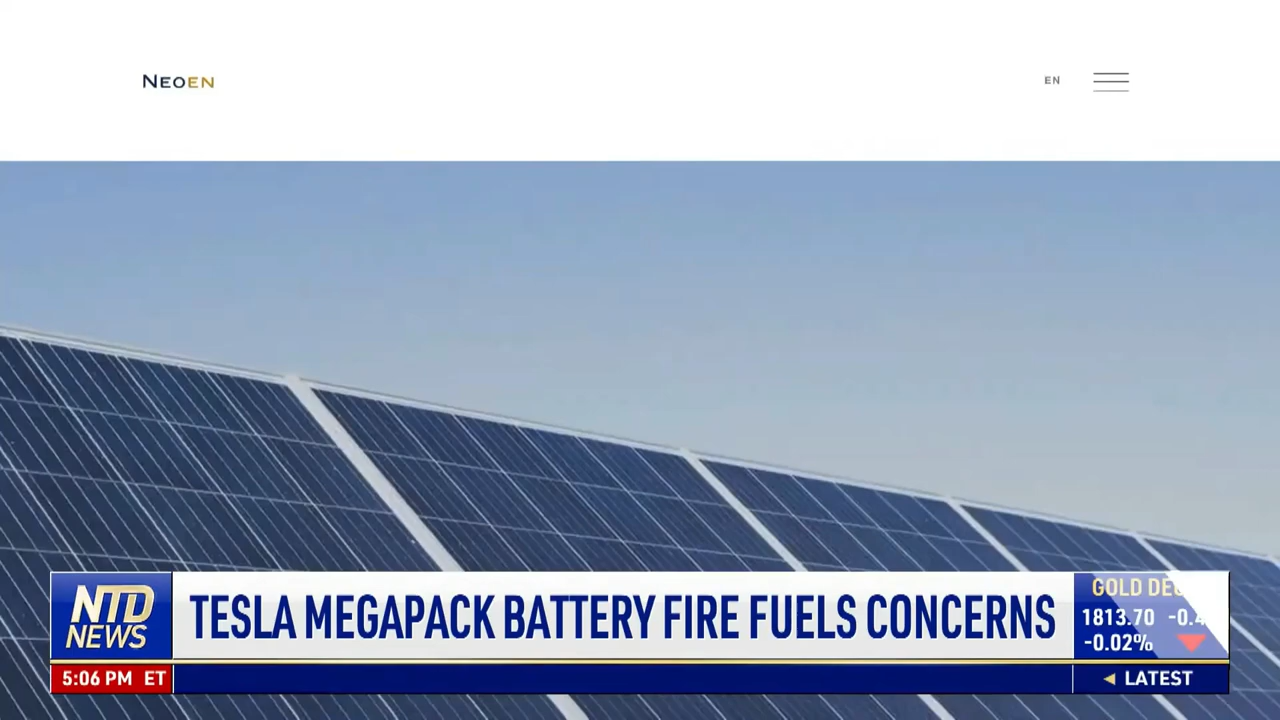 NEOEN
EN
NTD
NEWS
TESLA MEGAPACK BATTERY FIRE FUELS CONCERNS
GOLD
1813.70
-0.02%
5:06 PM ET
LATEST